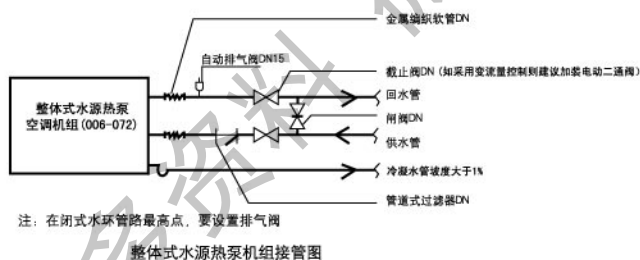 金属编织软管DN
自动排气阀DN15
截止阀DN (如采用变流量控制则建议加装电动二通阀)
回水管
整体式水源热泵
空调机组(006-072)
闸阀DN
供水管
冷凝水管坡度大于1%
管道式过滤器DN
注：在闭式水环管路最高点，要设置排气阀
整体式水源热泵机组接管图
多资料